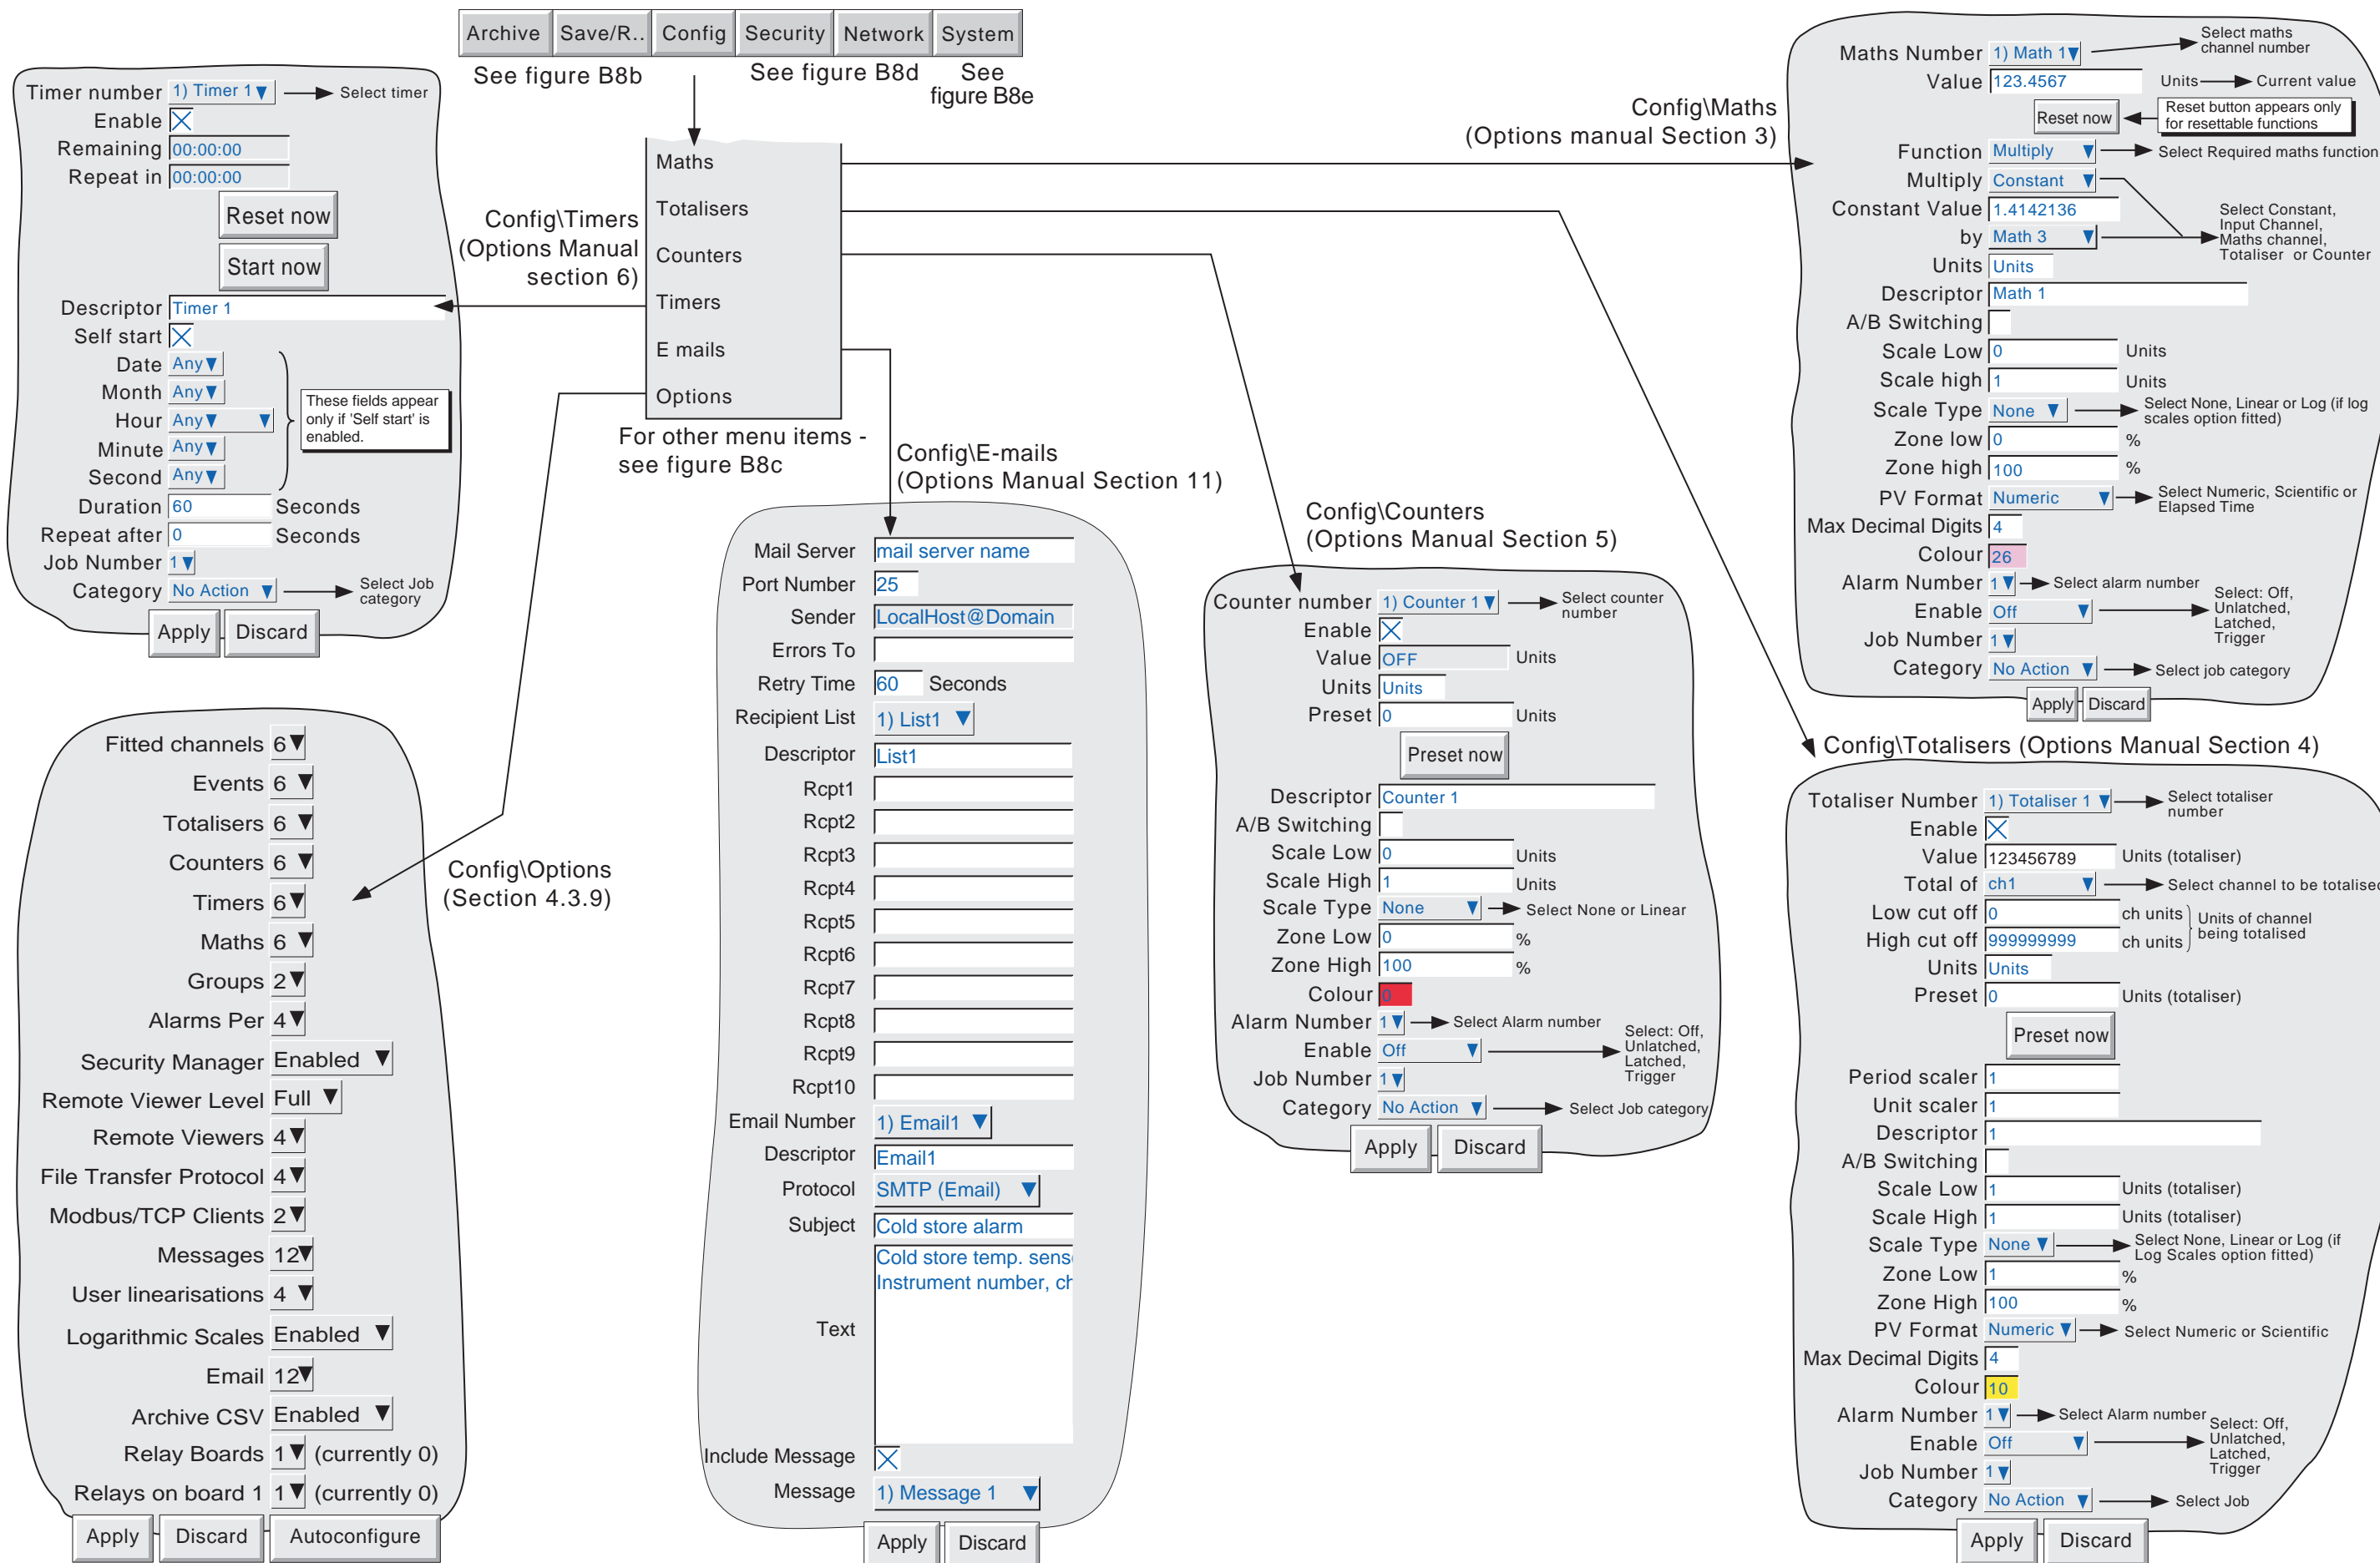 Archive Save/R.. Config Security Network System
See figure B8b See figure B8d See
figure B8e
Maths
Totalisers
Counters
Timers
E mails
Options
For other menu items -
see figure B8c
Config\Timers
(Options Manual
section 6)
Timer number 1) Timer 1 Select timer
Enable
Remaining 00:00:00
Repeat in 00:00:00
Reset now
Start now
Descriptor Timer 1
Self start
Date Any
Month Any
Hour Any
Minute Any
Second Any
These fields appear
only if 'Self start' is
enabled.
Duration 60 Seconds
Repeat after 0 Seconds
Job Number 1
Category No Action Select Job
category
Apply Discard
Config\Options
(Section 4.3.9)
Fitted channels 6
Events 6
Totalisers 6
Counters 6
Timers 6
Maths 6
Groups 2
Alarms Per 4
Security Manager Enabled
Remote Viewer Level Full
Remote Viewers 4
File Transfer Protocol 4
Modbus/TCP Clients 2
Messages 12
User linearisations 4
Logarithmic Scales Enabled
Email 12
Archive CSV Enabled
Relay Boards 1 (currently 0)
Relays on board 1 1 (currently 0)
Apply Discard Autoconfigure
Config\E-mails
(Options Manual Section 11)
Mail Server mail server name
Port Number 25
Sender LocalHost@Domain
Errors To
Retry Time 60 Seconds
Recipient List 1) List1
Descriptor List1
Rcpt1
Rcpt2
Rcpt3
Rcpt4
Rcpt5
Rcpt6
Rcpt7
Rcpt8
Rcpt9
Rcpt10
Email Number 1) Email1
Descriptor Email1
Protocol SMTP (Email)
Subject Cold store alarm
Cold store temp. sens
Instrument number, ch
Text
Include Message
Message 1) Message 1
Apply Discard
Config\Counters
(Options Manual Section 5)
Counter number 1) Counter 1 Select counter
number
Enable
Value OFF Units
Units Units
Preset 0 Units
Preset now
Descriptor Counter 1
A/B Switching
Scale Low 0 Units
Scale High 1 Units
Scale Type None Select None or Linear
Zone Low 0 %
Zone High 100 %
Colour 0
Alarm Number 1 Select Alarm number
Enable Off Select: Off,
Unlatched,
Latched,
Trigger
Job Number 1
Category No Action Select Job category
Apply Discard
Config\Maths
(Options manual Section 3)
Maths Number 1) Math 1 Select maths
channel number
Value 123.4567 Units Current value
Reset now Reset button appears only
for resettable functions
Function Multiply Select Required maths function
Multiply Constant
Constant Value 1.4142136
by Math 3
Select Constant,
Input Channel,
Maths channel,
Totaliser or Counter
Units Units
Descriptor Math 1
A/B Switching
Scale Low 0 Units
Scale high 1 Units
Scale Type None Select None, Linear or Log (if log
scales option fitted)
Zone low 0 %
Zone high 100 %
PV Format Numeric Select Numeric, Scientific or
Elapsed Time
Max Decimal Digits 4
Colour 26
Alarm Number 1 Select alarm number
Enable Off Select: Off,
Unlatched,
Latched,
Trigger
Job Number 1
Category No Action Select job category
Apply Discard
Config\Totalisers (Options Manual Section 4)
Totaliser Number 1) Totaliser 1 Select totaliser
number
Enable
Value 123456789 Units (totaliser)
Total of ch1 Select channel to be totalised
Low cut off 0 ch units
High cut off 999999999 ch units
Units of channel
being totalised
Units Units
Preset 0 Units (totaliser)
Preset now
Period scaler 1
Unit scaler 1
Descriptor 1
A/B Switching
Scale Low 1 Units (totaliser)
Scale High 1 Units (totaliser)
Scale Type None Select None, Linear or Log (if
Log Scales option fitted)
Zone Low 1 %
Zone High 100 %
PV Format Numeric Select Numeric or Scientific
Max Decimal Digits 4
Colour 10
Alarm Number 1 Select Alarm number
Enable Off Select: Off,
Unlatched,
Latched,
Trigger
Job Number 1
Category No Action Select Job
Apply Discard